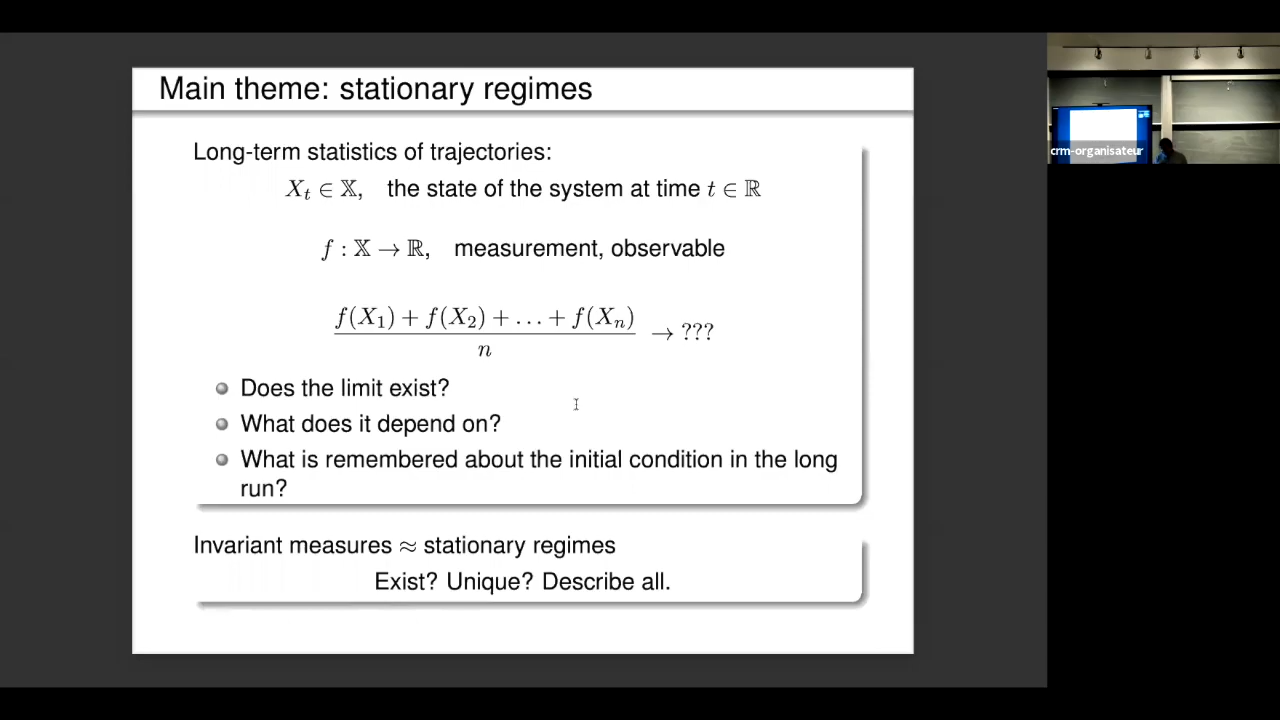 Main theme: stationary regimes
Long-term statistics of trajectories:
X_t ∈ 𝕏, the state of the system at time t ∈ ℝ
f : 𝕏 → ℝ, measurement, observable
f(X_1) + f(X_2) + … + f(X_n)
→ ???
n
Does the limit exist?
What does it depend on?
What is remembered about the initial condition in the long
run?
Invariant measures ≈ stationary regimes
Exist? Unique? Describe all.
crm-organisateur